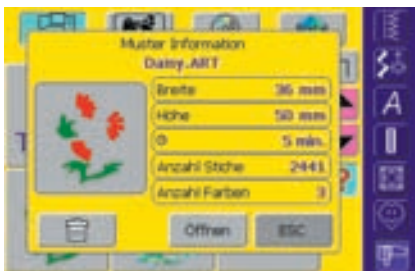 Muster Information
Daisy.ART
Breite 36 mm
Höhe 50 mm
5 min.
Anzahl Stiche 2441
Anzahl Farben 3
Öffnen ESC
A
?